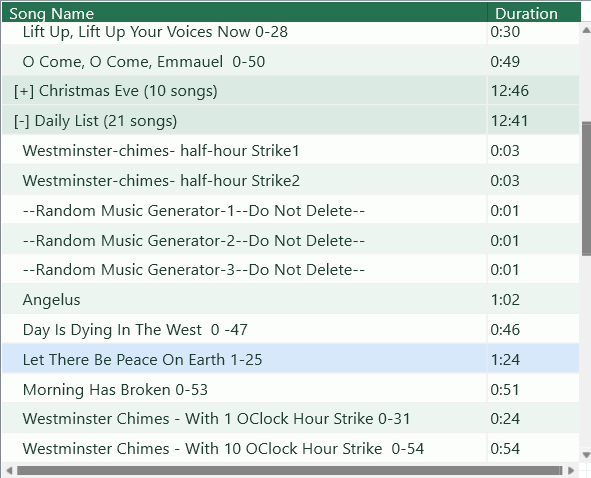 Song Name Duration
Lift Up, Lift Up Your Voices Now 0-28 0:30
O Come, O Come, Emmauel  0-50 0:49
[+] Christmas Eve (10 songs) 12:46
[-] Daily List (21 songs) 12:41
Westminster-chimes- half-hour Strike1 0:03
Westminster-chimes- half-hour Strike2 0:03
--Random Music Generator-1--Do Not Delete-- 0:01
--Random Music Generator-2--Do Not Delete-- 0:01
--Random Music Generator-3--Do Not Delete-- 0:01
Angelus 1:02
Day Is Dying In The West  0 -47 0:46
Let There Be Peace On Earth 1-25 1:24
Morning Has Broken 0-53 0:51
Westminster Chimes - With 1 OClock Hour Strike 0-31 0:24
Westminster Chimes - With 10 OClock Hour Strike  0-54 0:54